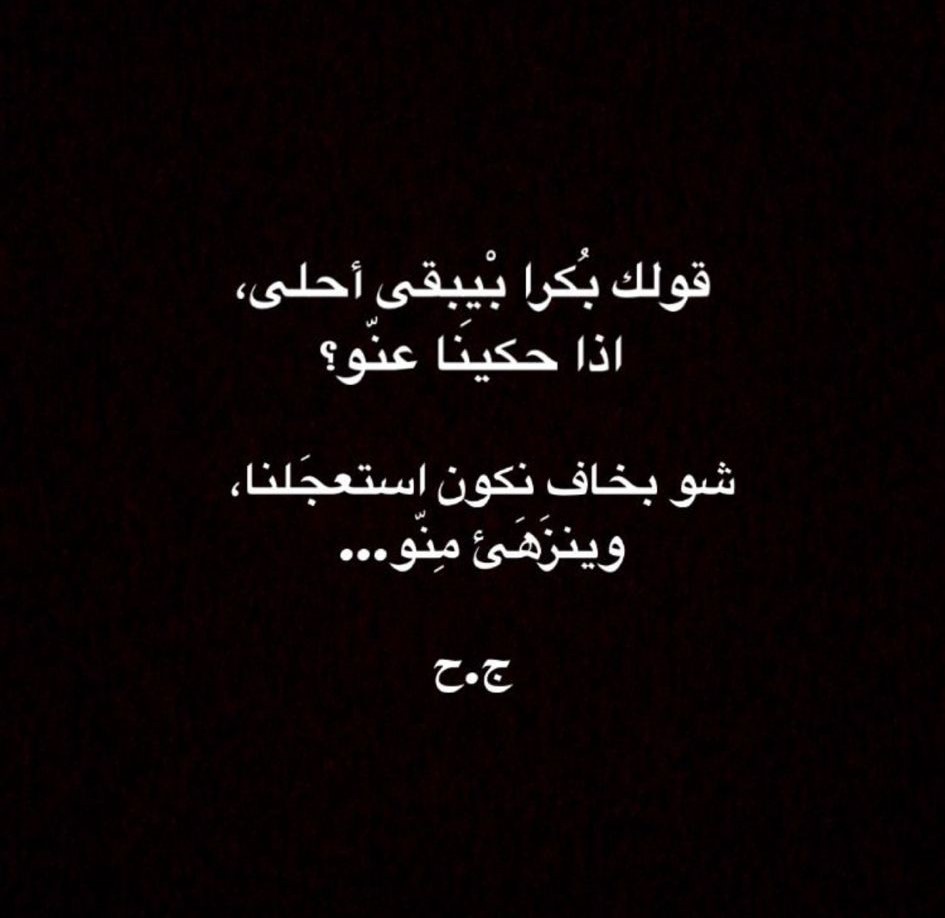 قولك بُكرا بْيبقى أحلى،
اذا حكينَا عنّو؟
شو بخاف نكون استعجَلنا،
وينزَهَئ مِنّو...
ج.ح